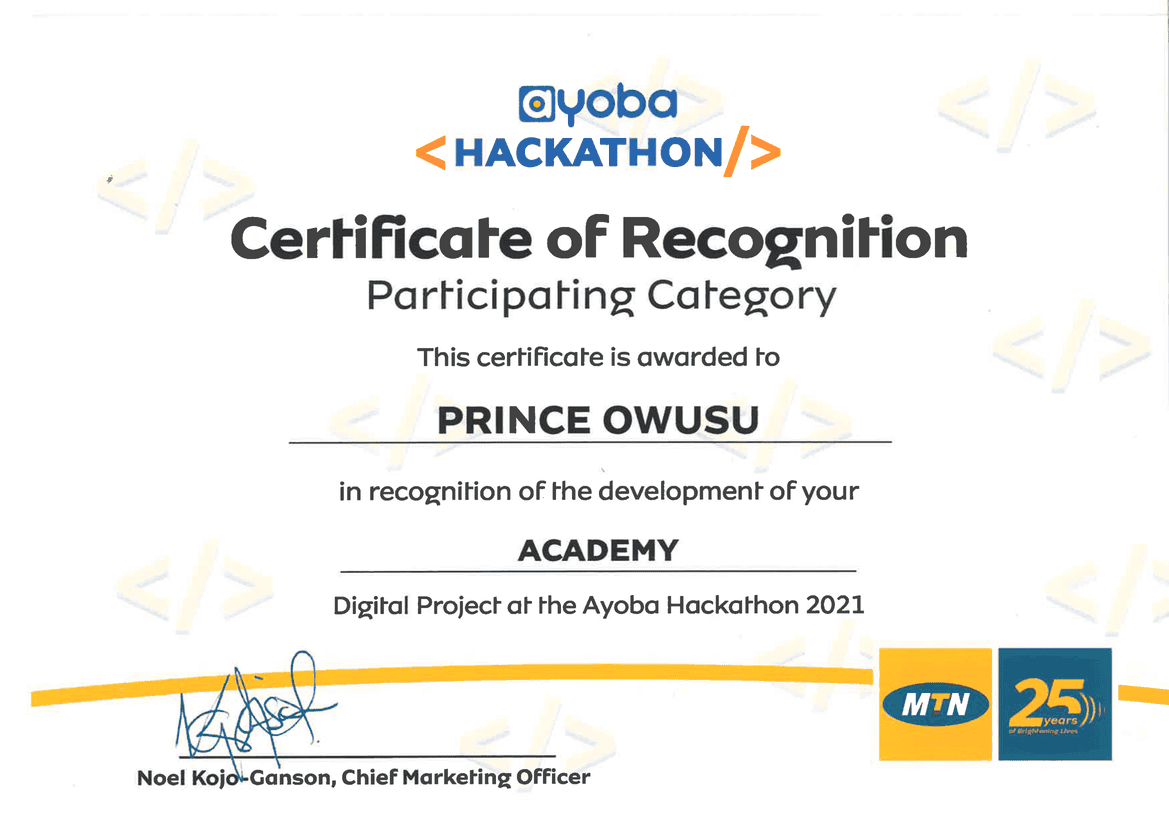 ayoba
<HACKATHON/>
Certificate of Recognition
Participating Category
This certificate is awarded to
PRINCE OWUSU
in recognition of the development of your
ACADEMY
Digital Project at the Ayoba Hackathon 2021
MTN
25
years
of Brightening Lives
Noel Kojo-Ganson, Chief Marketing Officer